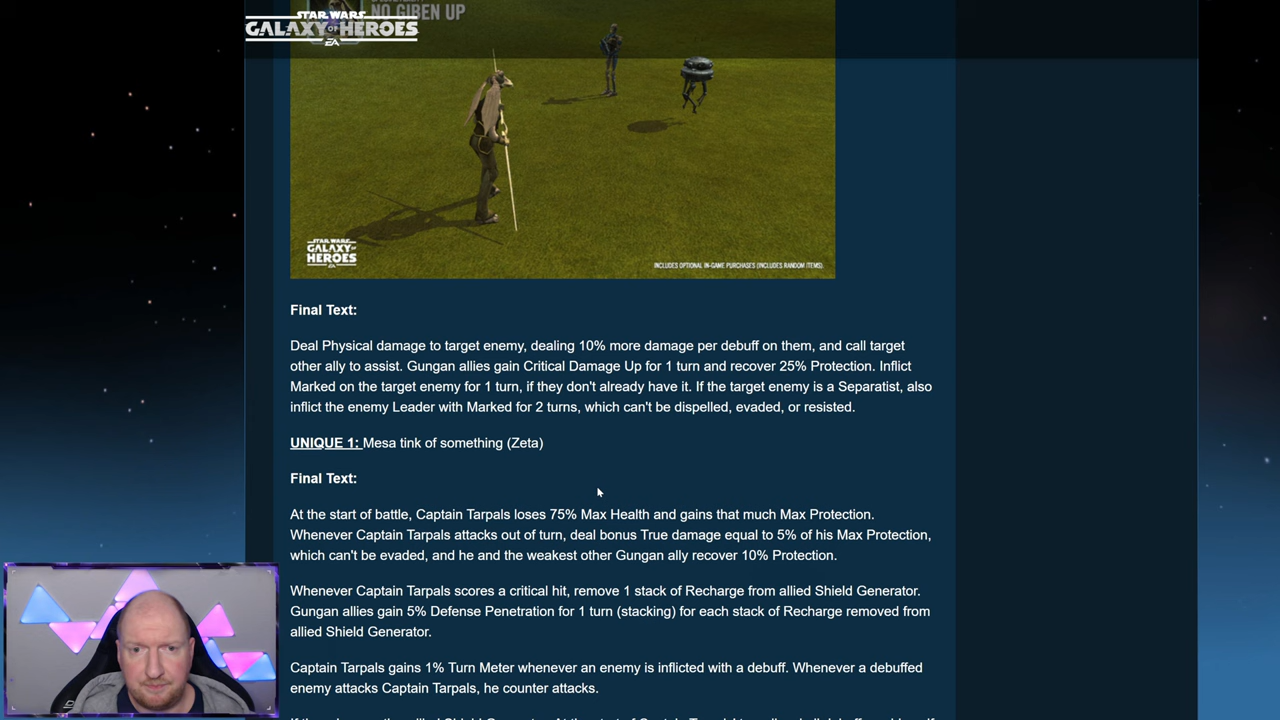 NO GIBEN UP
STAR WARS
GALAXY OF HEROES
EA
STAR WARS
GALAXY OF
HEROES
EA
INCLUDES OPTIONAL IN-GAME PURCHASES (INCLUDES RANDOM ITEMS).
Final Text:
Deal Physical damage to target enemy, dealing 10% more damage per debuff on them, and call target
other ally to assist. Gungan allies gain Critical Damage Up for 1 turn and recover 25% Protection. Inflict
Marked on the target enemy for 1 turn, if they don't already have it. If the target enemy is a Separatist, also
inflict the enemy Leader with Marked for 2 turns, which can't be dispelled, evaded, or resisted.
UNIQUE 1: Mesa tink of something (Zeta)
Final Text:
At the start of battle, Captain Tarpals loses 75% Max Health and gains that much Max Protection.
Whenever Captain Tarpals attacks out of turn, deal bonus True damage equal to 5% of his Max Protection,
which can't be evaded, and he and the weakest other Gungan ally recover 10% Protection.
Whenever Captain Tarpals scores a critical hit, remove 1 stack of Recharge from allied Shield Generator.
Gungan allies gain 5% Defense Penetration for 1 turn (stacking) for each stack of Recharge removed from
allied Shield Generator.
Captain Tarpals gains 1% Turn Meter whenever an enemy is inflicted with a debuff. Whenever a debuffed
enemy attacks Captain Tarpals, he counter attacks.